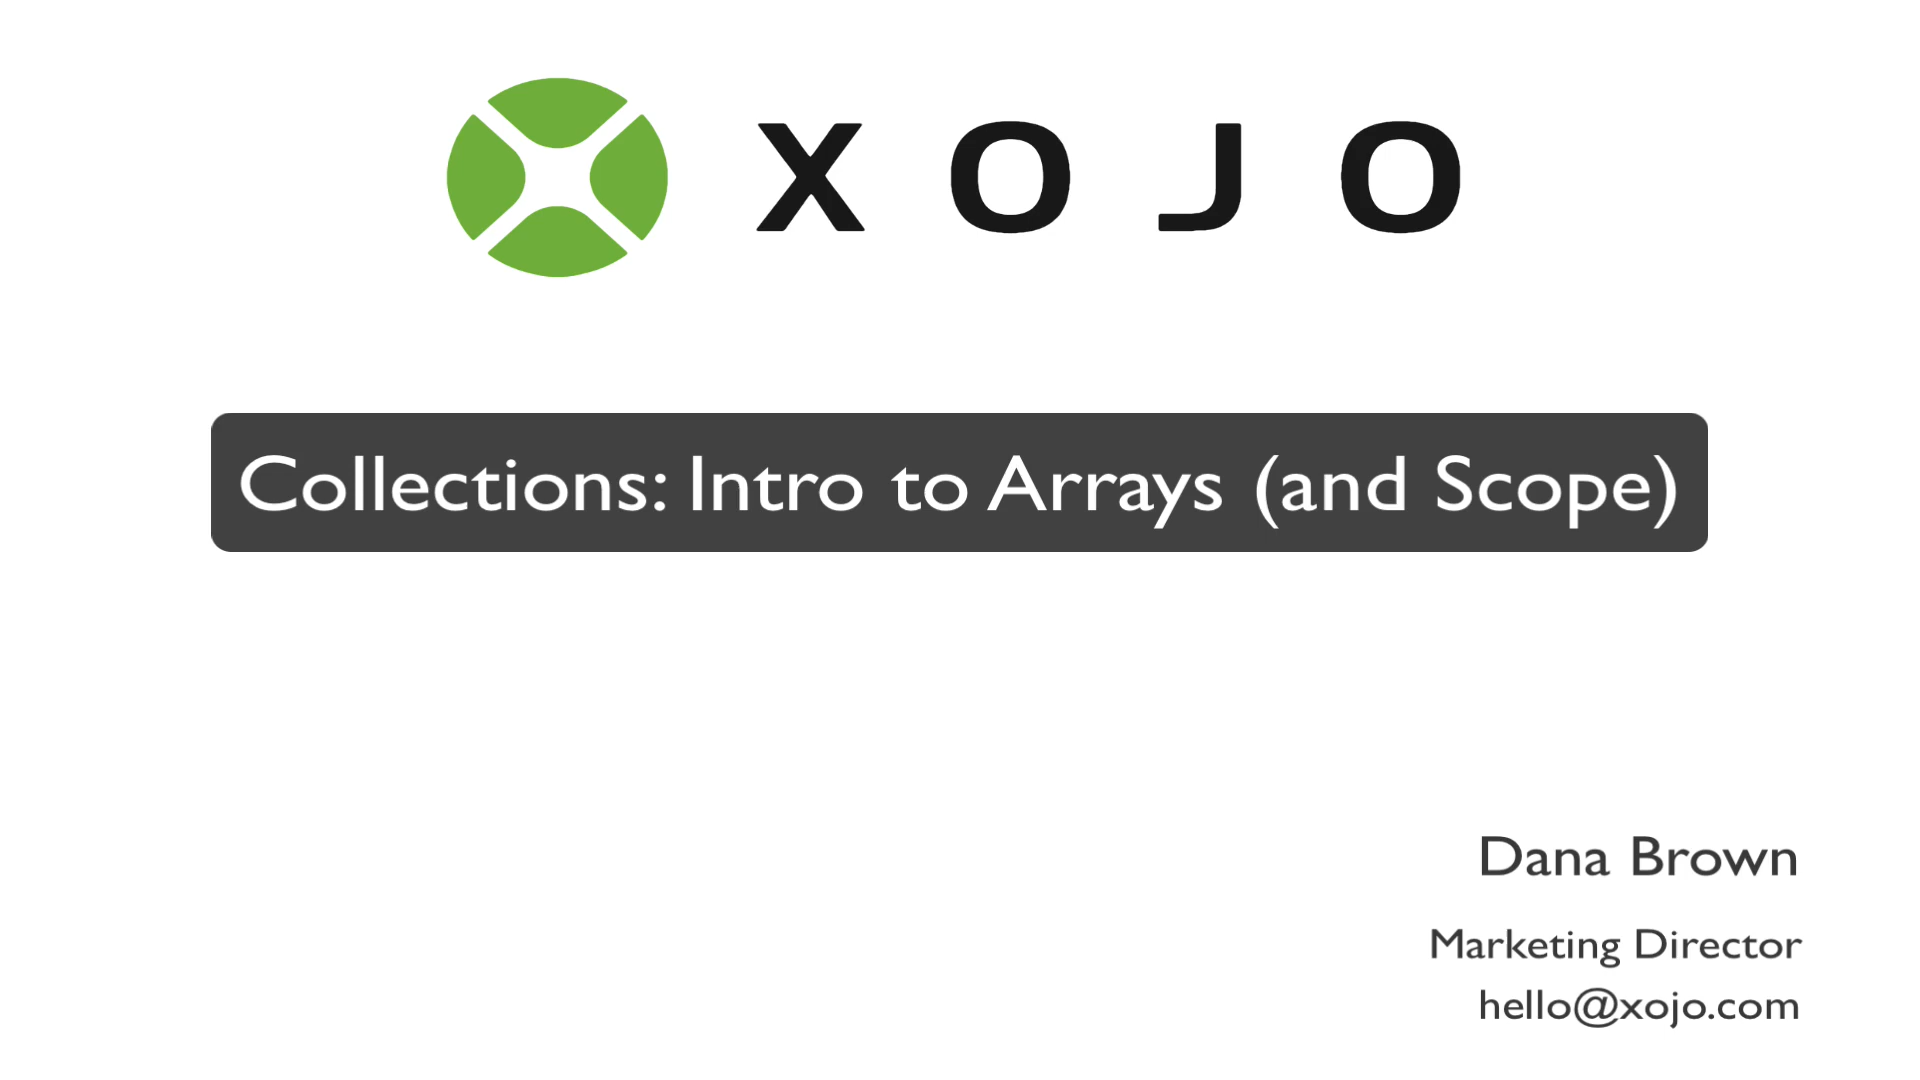 XOJO
Collections: Intro to Arrays (and Scope)
Dana Brown
Marketing Director
hello@xojo.com